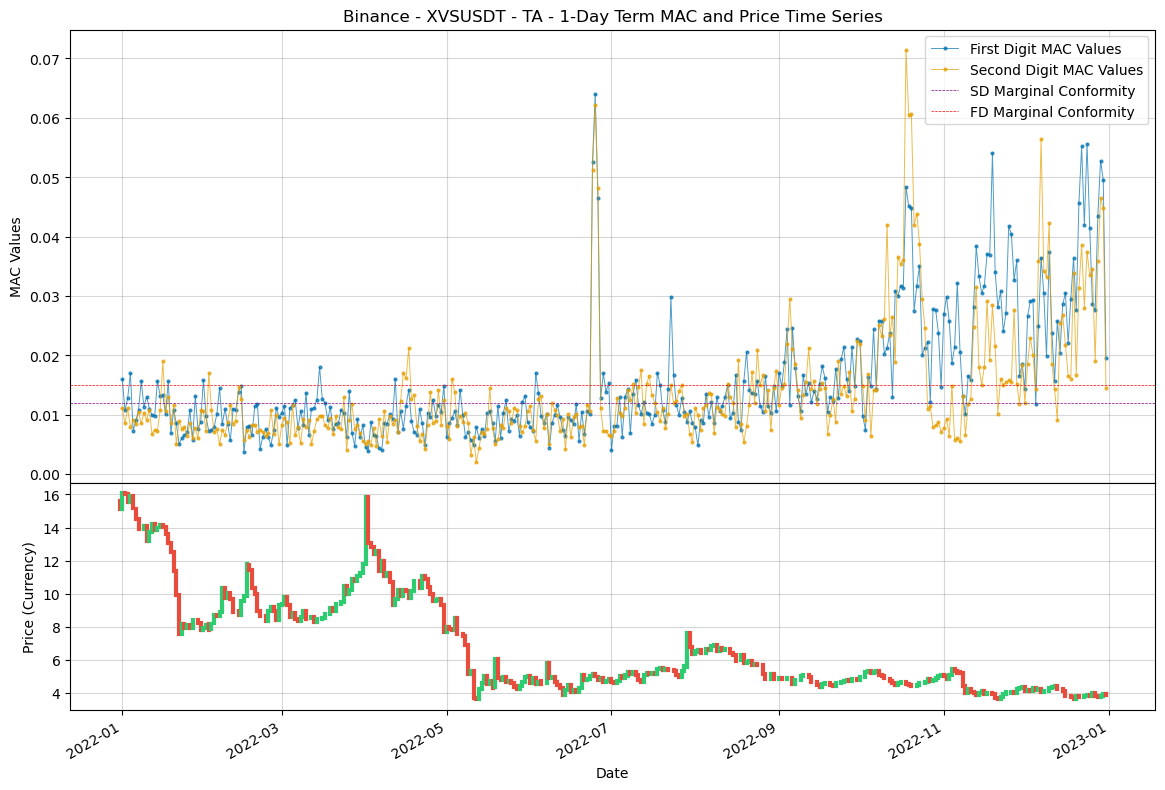 Binance - XVSUSDT - TA - 1-Day Term MAC and Price Time Series
First Digit MAC Values
Second Digit MAC Values
SD Marginal Conformity
FD Marginal Conformity
MAC Values
0.07
0.06
0.05
0.04
0.03
0.02
0.01
0.00
Price (Currency)
16
14
12
10
8
6
4
2022-01
2022-03
2022-05
2022-07
2022-09
2022-11
2023-01
Date